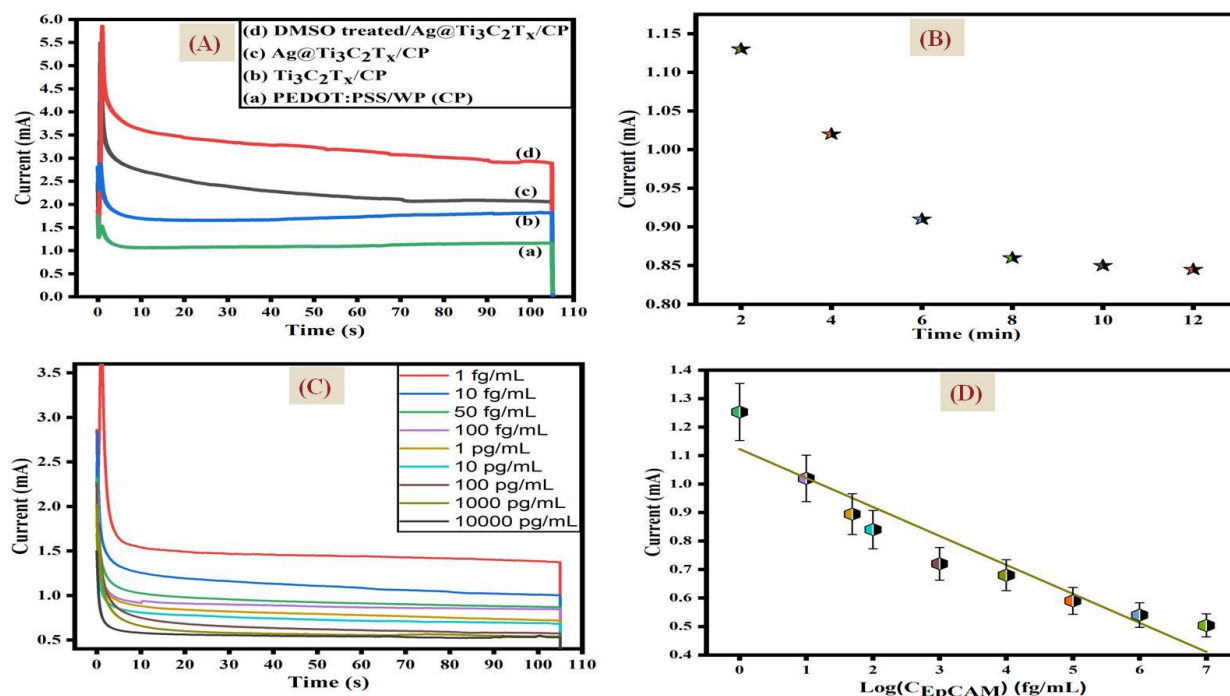 (A)
(d) DMSO treated/Ag@Ti3C2Tx/CP
(c) Ag@Ti3C2Tx/CP
(b) Ti3C2Tx/CP
(a) PEDOT:PSS/WP (CP)
6.0
5.5
5.0
4.5
4.0
3.5
3.0
2.5
2.0
1.5
1.0
0.5
0.0
Current (mA)
(d)
(c)
(b)
(a)
0 10 20 30 40 50 60 70 80 90 100 110
Time (s)
(B)
1.15
1.10
1.05
1.00
0.95
0.90
0.85
0.80
Current (mA)
2 4 6 8 10 12
Time (min)
(C)
3.5
3.0
2.5
2.0
1.5
1.0
0.5
Current (mA)
1 fg/mL
10 fg/mL
50 fg/mL
100 fg/mL
1 pg/mL
10 pg/mL
100 pg/mL
1000 pg/mL
10000 pg/mL
0 10 20 30 40 50 60 70 80 90 100 110
Time (s)
(D)
1.4
1.3
1.2
1.1
1.0
0.9
0.8
0.7
0.6
0.5
0.4
Current (mA)
0 1 2 3 4 5 6 7
Log(CEpCAM) (fg/mL)